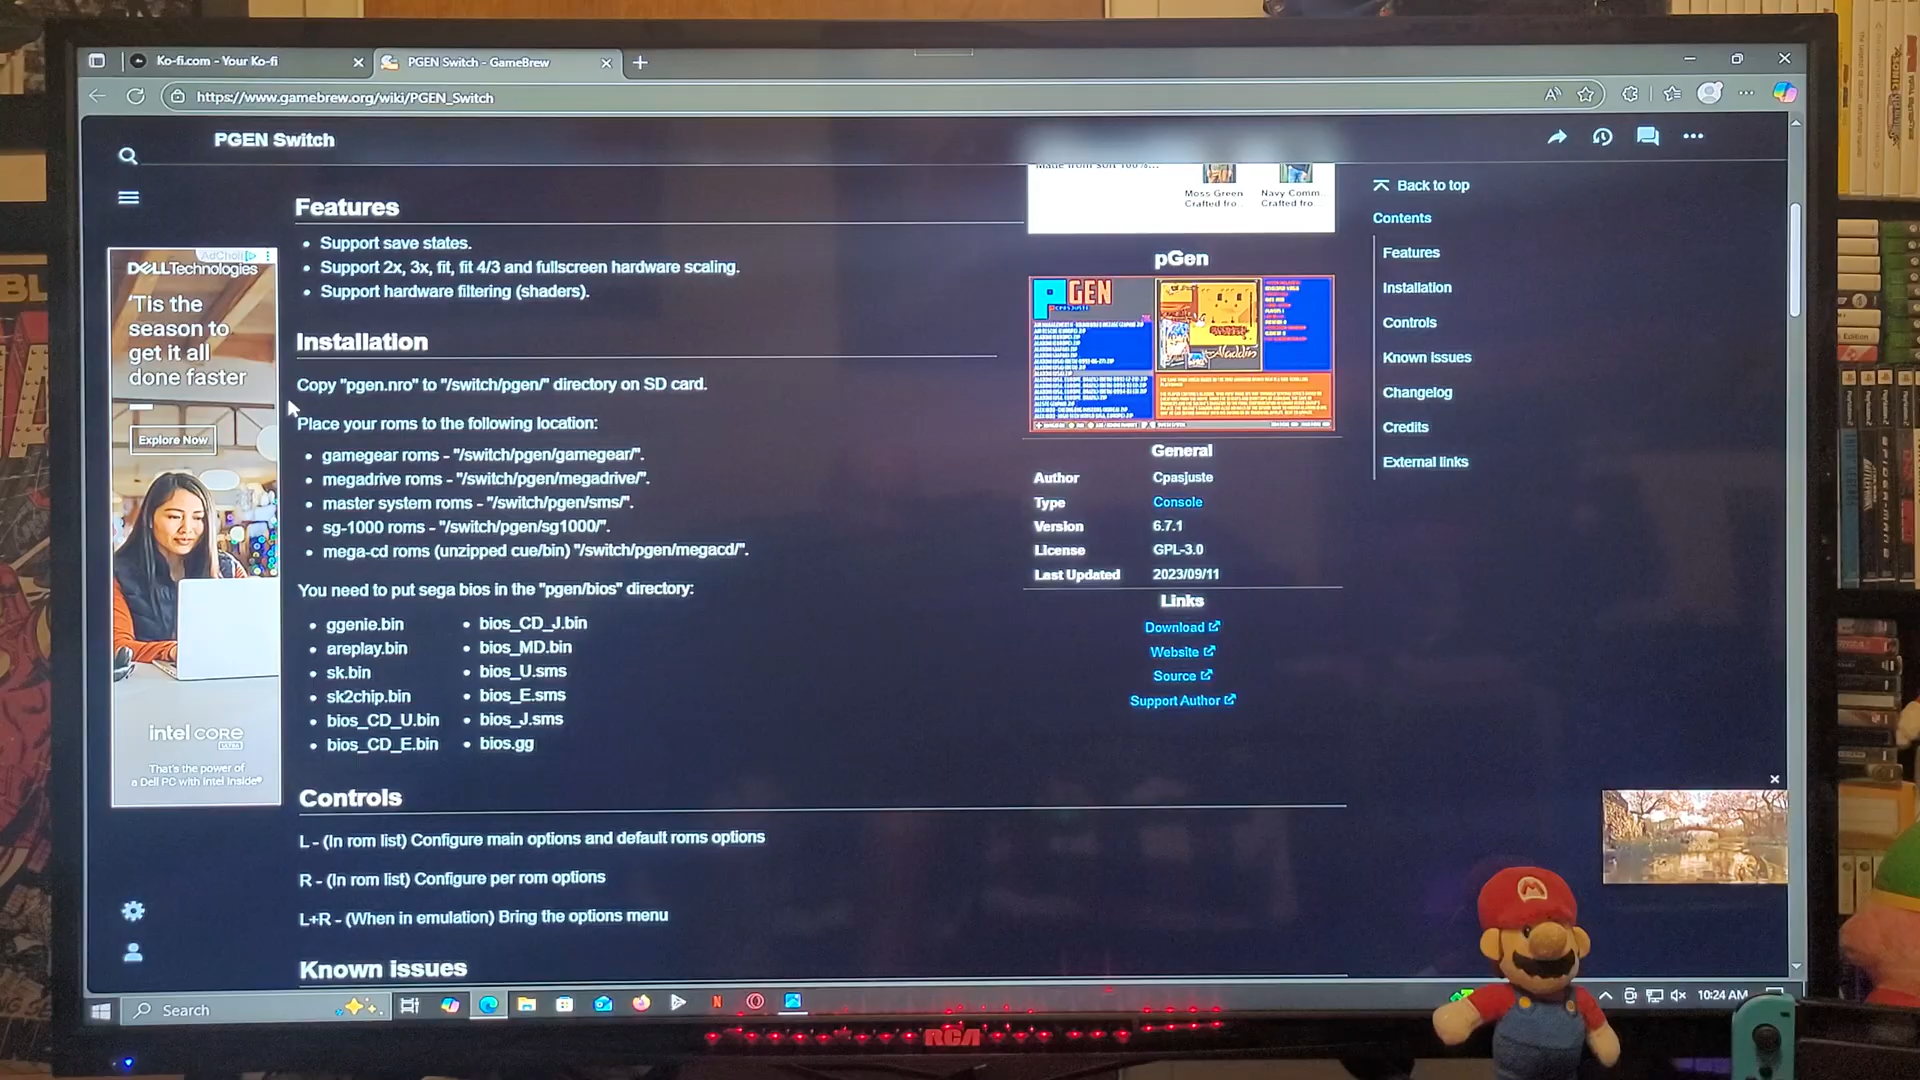 Ko-fi.com - Your Ko-fi
PGEN Switch - GameBrew
https://www.gamebrew.org/wiki/PGEN_Switch
PGEN Switch
Features
• Support save states.
• Support 2x, 3x, fit, fit 4/3 and fullscreen hardware scaling.
• Support hardware filtering (shaders).
Installation
Copy "pgen.nro" to "/switch/pgen/" directory on SD card.
Place your roms to the following location:
• gamegear roms - "/switch/pgen/gamegear/".
• megadrive roms - "/switch/pgen/megadrive/".
• master system roms - "/switch/pgen/sms/".
• sg-1000 roms - "/switch/pgen/sg1000/".
• mega-cd roms (unzipped cue/bin) "/switch/pgen/megacd/".
You need to put sega bios in the "pgen/bios" directory:
• ggenie.bin
• areplay.bin
• sk.bin
• sk2chip.bin
• bios_CD_U.bin
• bios_CD_E.bin
• bios_CD_J.bin
• bios_MD.bin
• bios_U.sms
• bios_E.sms
• bios_J.sms
• bios.gg
Controls
L - (In rom list) Configure main options and default roms options
R - (In rom list) Configure per rom options
L+R - (When in emulation) Bring the options menu
Known issues
AdChoi
DELLTechnologies
'Tis the
season to
get it all
done faster
Explore Now
intel CORE
ULTRA
That's the power of
a Dell PC with Intel Inside®
Moss Green
Crafted fro..
Navy Comm..
Crafted fro...
pGen
PGEN
Aladdin
General
Author Cpasjuste
Type Console
Version 6.7.1
License GPL-3.0
Last Updated 2023/09/11
Links
Download
Website
Source
Support Author
Back to top
Contents
Features
Installation
Controls
Known issues
Changelog
Credits
External links
Search
10:24 AM
RCA